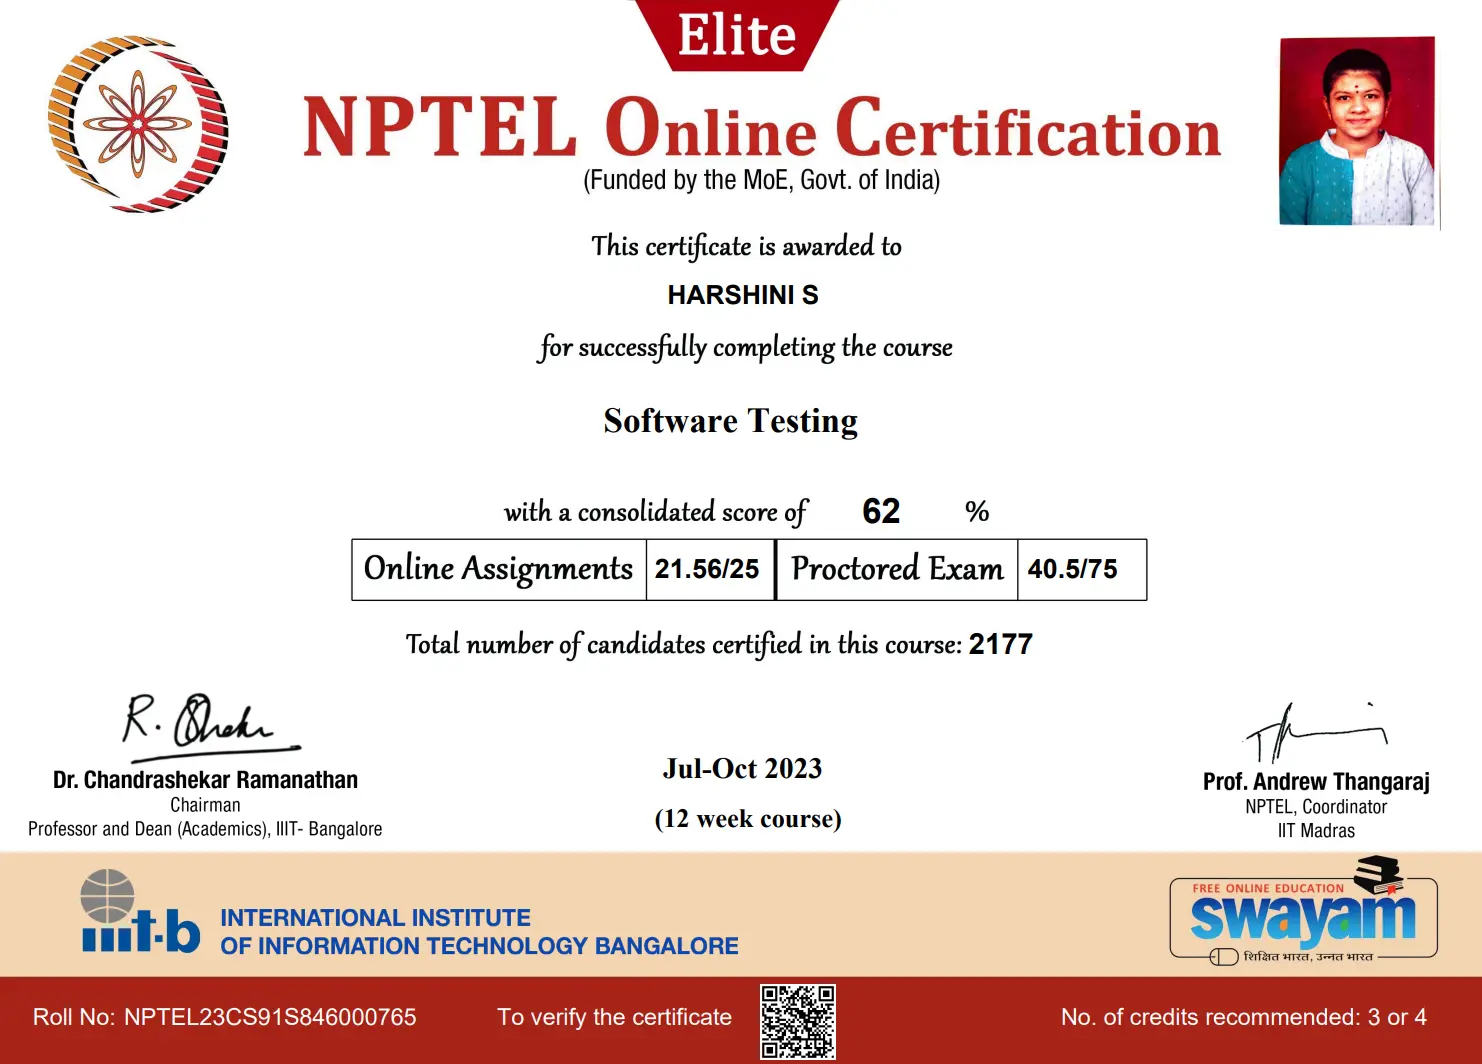 Elite
NPTEL Online Certification
(Funded by the MoE, Govt. of India)
This certificate is awarded to
HARSHINI S
for successfully completing the course
Software Testing
with a consolidated score of 62 %
Online Assignments 21.56/25 Proctored Exam 40.5/75
Total number of candidates certified in this course: 2177
Dr. Chandrashekar Ramanathan
Chairman
Professor and Dean (Academics), IIIT- Bangalore
Jul-Oct 2023
(12 week course)
Prof. Andrew Thangaraj
NPTEL, Coordinator
IIT Madras
iiit-b
INTERNATIONAL INSTITUTE
OF INFORMATION TECHNOLOGY BANGALORE
FREE ONLINE EDUCATION
swayam
शिक्षित भारत, उन्नत भारत
Roll No: NPTEL23CS91S846000765
To verify the certificate
No. of credits recommended: 3 or 4